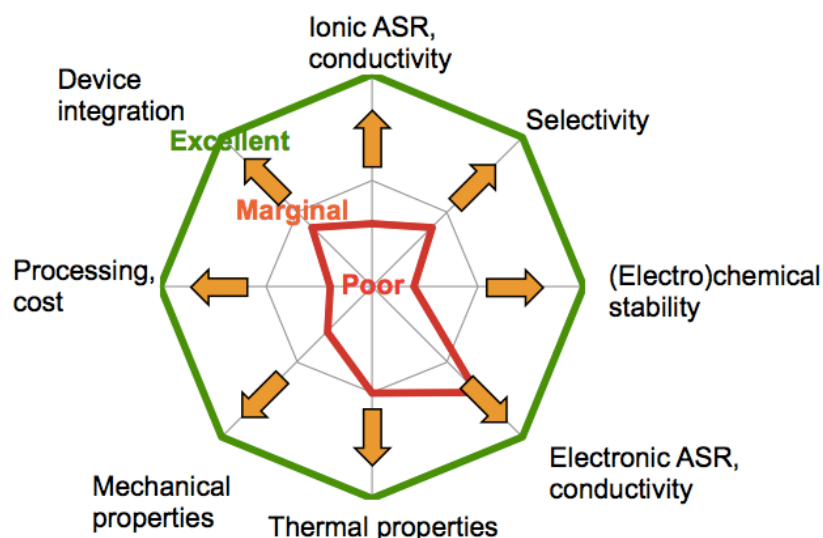 Ionic ASR,
conductivity
Device
integration
Selectivity
Excellent
Marginal
Processing,
cost
Poor
(Electro)chemical
stability
Electronic ASR,
conductivity
Mechanical
properties
Thermal properties